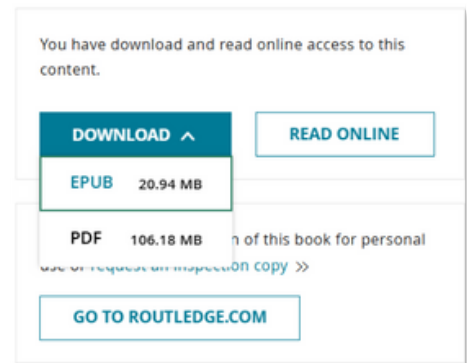 You have download and read online access to this
content.
DOWNLOAD
READ ONLINE
EPUB 20.94 MB
PDF 106.18 MB
of this book for personal
request an inspection copy »
GO TO ROUTLEDGE.COM